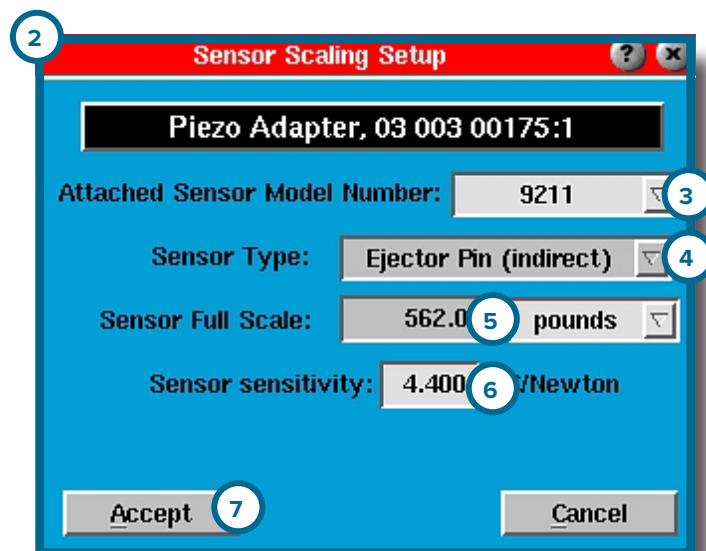 2
Sensor Scaling Setup ? x
Piezo Adapter, 03 003 00175:1
Attached Sensor Model Number: 9211 3
Sensor Type: Ejector Pin (indirect) 4
Sensor Full Scale: 562.0 5 pounds
Sensor sensitivity: 4.400 6 /Newton
Accept 7 Cancel